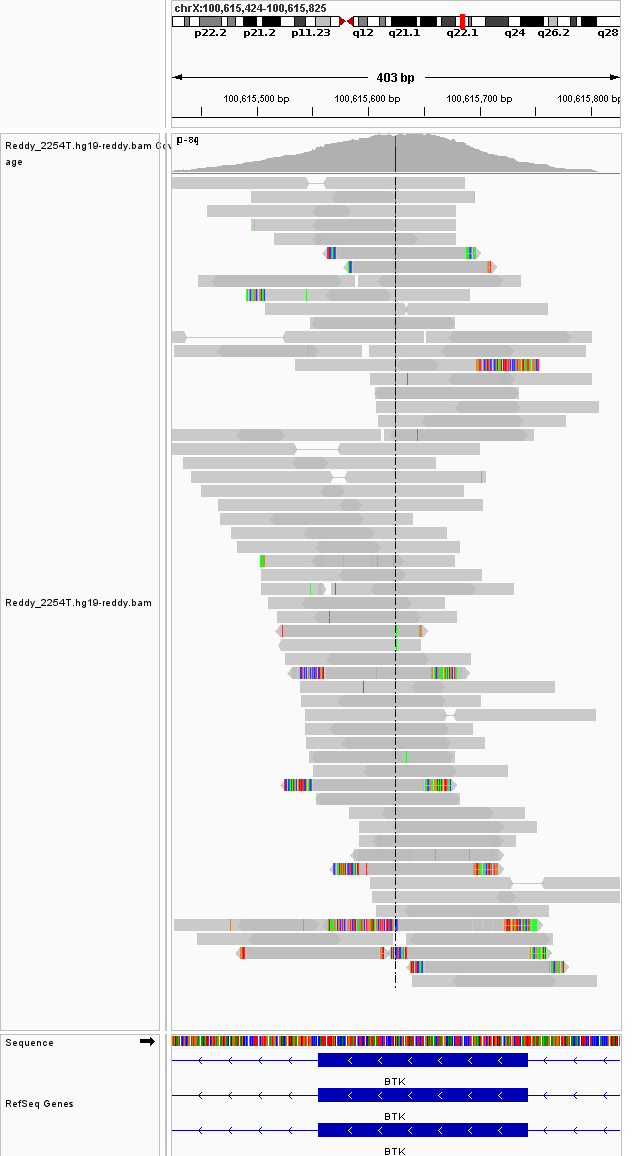 chrX:100,615,424-100,615,825
p22.2 p21.2 p11.23 q12 q21.1 q22.1 q24 q26.2 q28
403 bp
100,615,500 bp 100,615,600 bp 100,615,700 bp 100,615,800 bp
Reddy_2254T.hg19-reddy.bam Cov
age
Reddy_2254T.hg19-reddy.bam
Sequence
BTK
RefSeq Genes
BTK
BTK